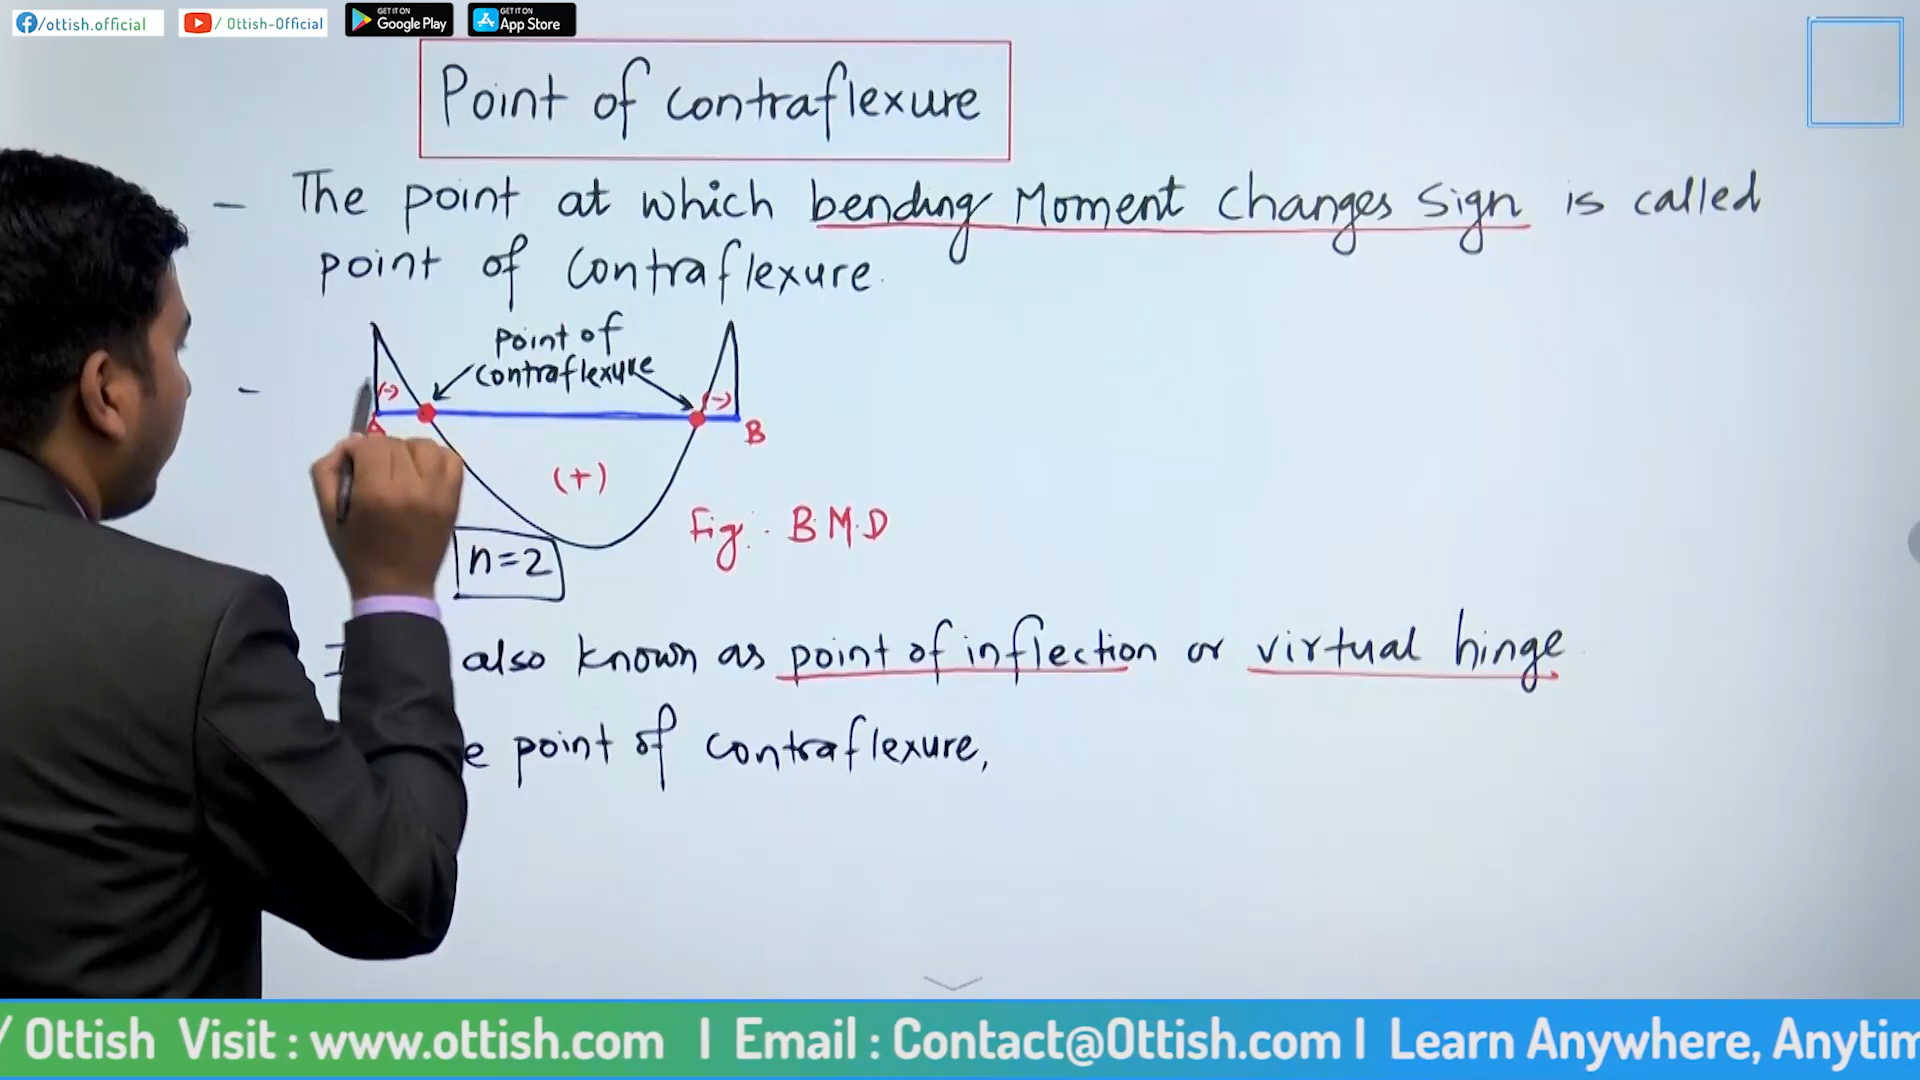 /ottish.official
/ Ottish-Official
GET IT ON
Google Play
GET IT ON
App Store
Point of contraflexure
- The point at which bending Moment changes sign is called
point of contraflexure.
Point of
contraflexure
(-)
(-)
A
B
(+)
Fig:- B.M.D
n=2
also known as point of inflection or virtual hinge
point of contraflexure,
/ Ottish Visit : www.ottish.com | Email : Contact@Ottish.com | Learn Anywhere,